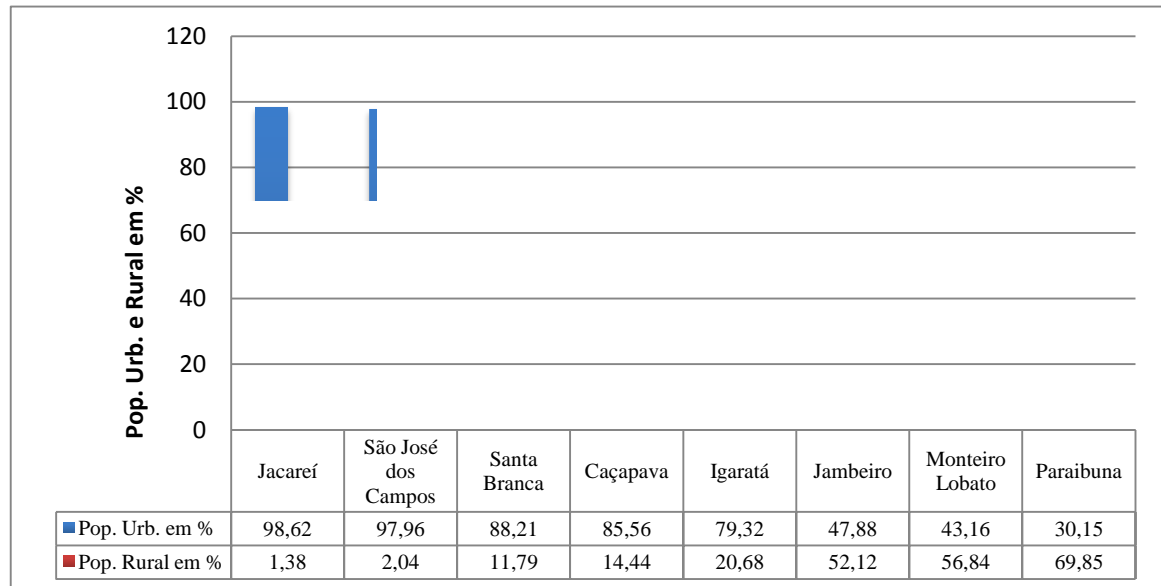 Pop. Urb. e Rural em %
120
100
80
60
40
20
0
Jacareí
São José
dos
Campos
Santa
Branca
Caçapava
Igaratá
Jambeiro
Monteiro
Lobato
Paraibuna
Pop. Urb. em % 98,62 97,96 88,21 85,56 79,32 47,88 43,16 30,15
Pop. Rural em % 1,38 2,04 11,79 14,44 20,68 52,12 56,84 69,85